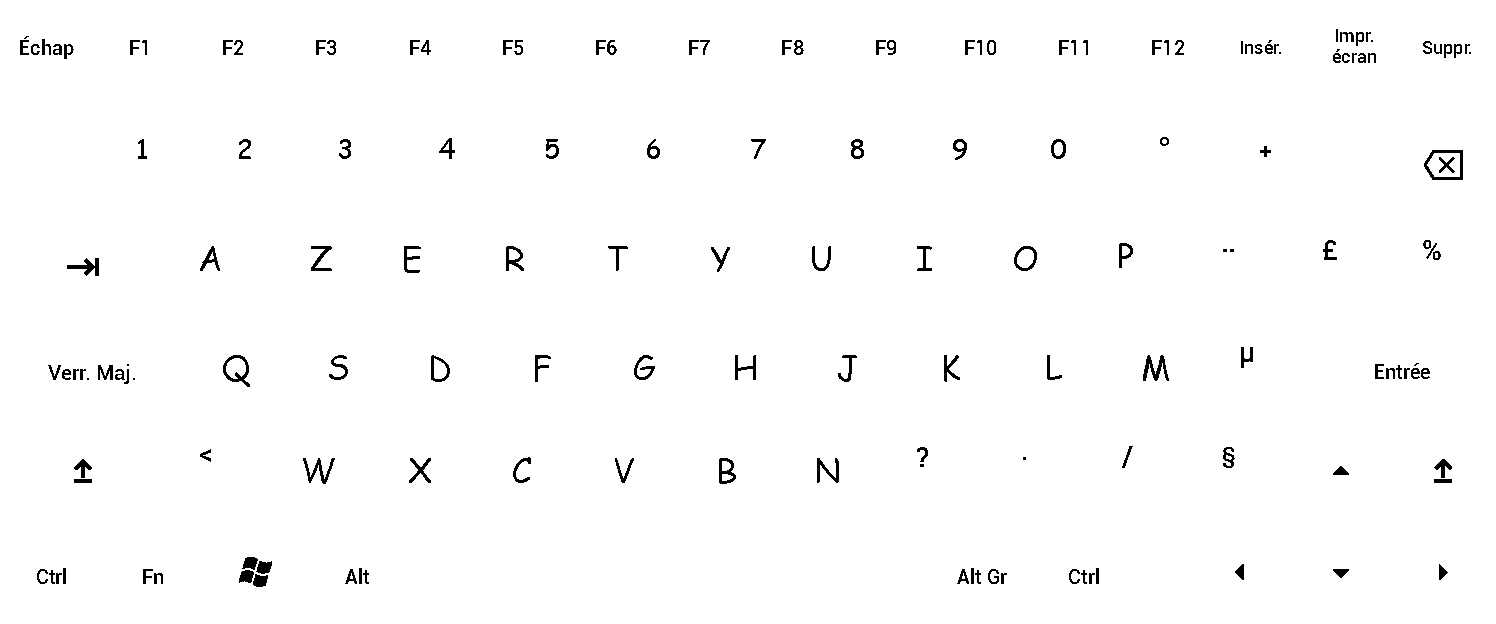 Échap F1 F2 F3 F4 F5 F6 F7 F8 F9 F10 F11 F12 Insér. Impr. écran Suppr.
1 2 3 4 5 6 7 8 9 0 ° +
A Z E R T Y U I O P ¨ £ %
Verr. Maj. Q S D F G H J K L M µ Entrée
< W X C V B N ? . / §
Ctrl Fn Alt Alt Gr Ctrl